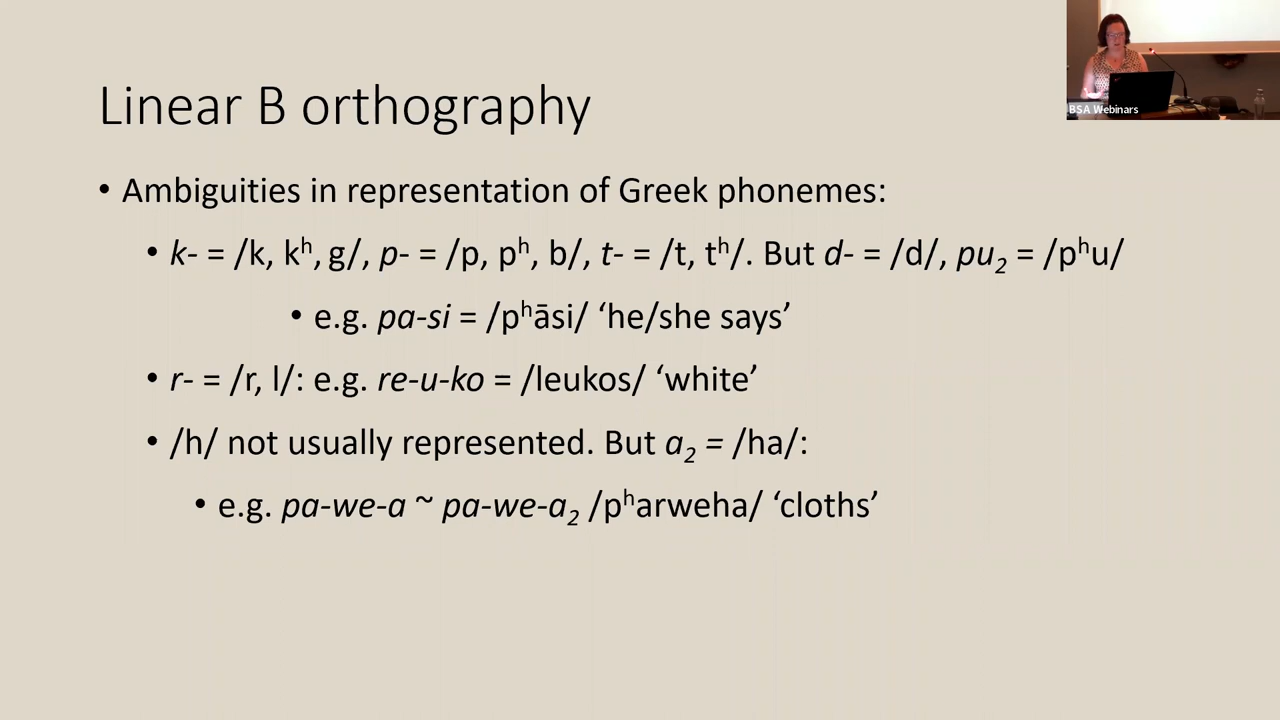 BSA Webinars
Linear B orthography
• Ambiguities in representation of Greek phonemes:
• k- = /k, kʰ, g/, p- = /p, pʰ, b/, t- = /t, tʰ/. But d- = /d/, pu₂ = /pʰu/
• e.g. pa-si = /pʰāsi/ ‘he/she says’
• r- = /r, l/: e.g. re-u-ko = /leukos/ ‘white’
• /h/ not usually represented. But a₂ = /ha/:
• e.g. pa-we-a ~ pa-we-a₂ /pʰarweha/ ‘cloths’